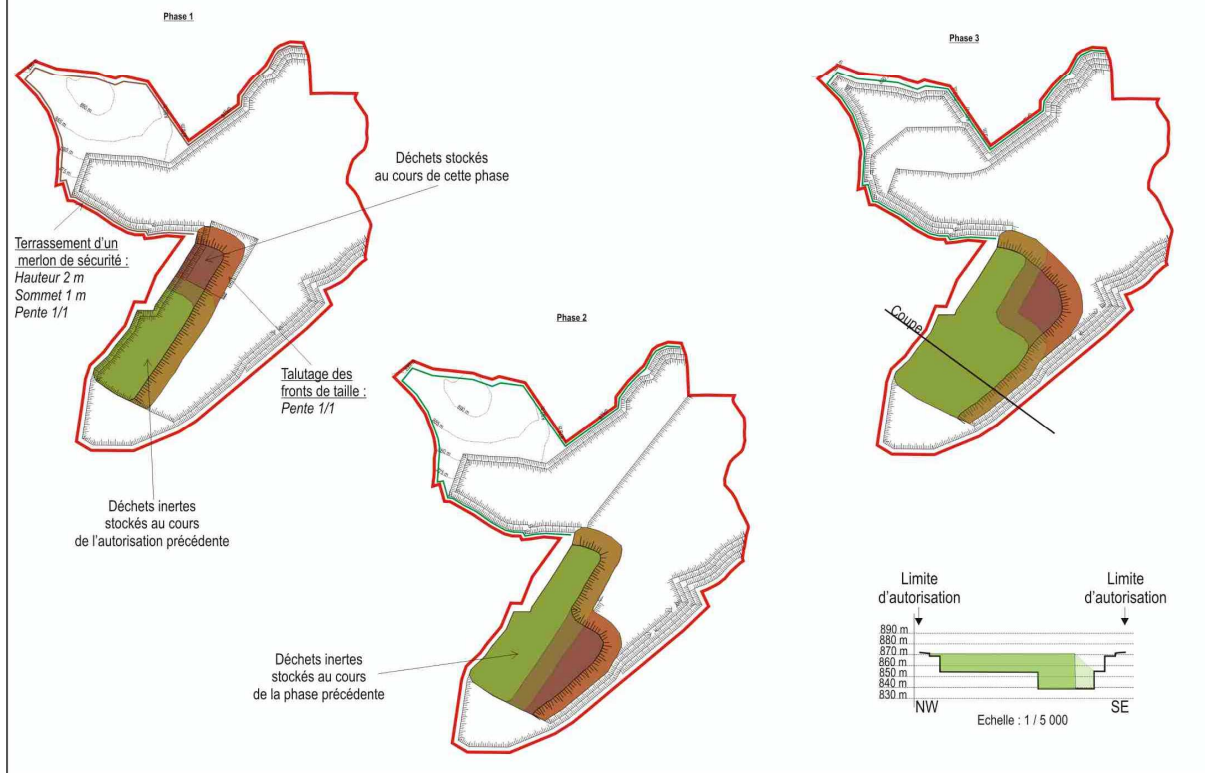 Phase 1
Déchets stockés
au cours de cette phase
Terrassement d'un
merlon de sécurité :
Hauteur 2 m
Sommet 1 m
Pente 1/1
Talutage des
fronts de taille :
Pente 1/1
Déchets inertes
stockés au cours
de l'autorisation précédente
Phase 2
Déchets inertes
stockés au cours
de la phase précédente
Phase 3
Coupe
Limite
d'autorisation
Limite
d'autorisation
890 m
880 m
870 m
860 m
850 m
840 m
830 m
NW
SE
Echelle : 1 / 5 000